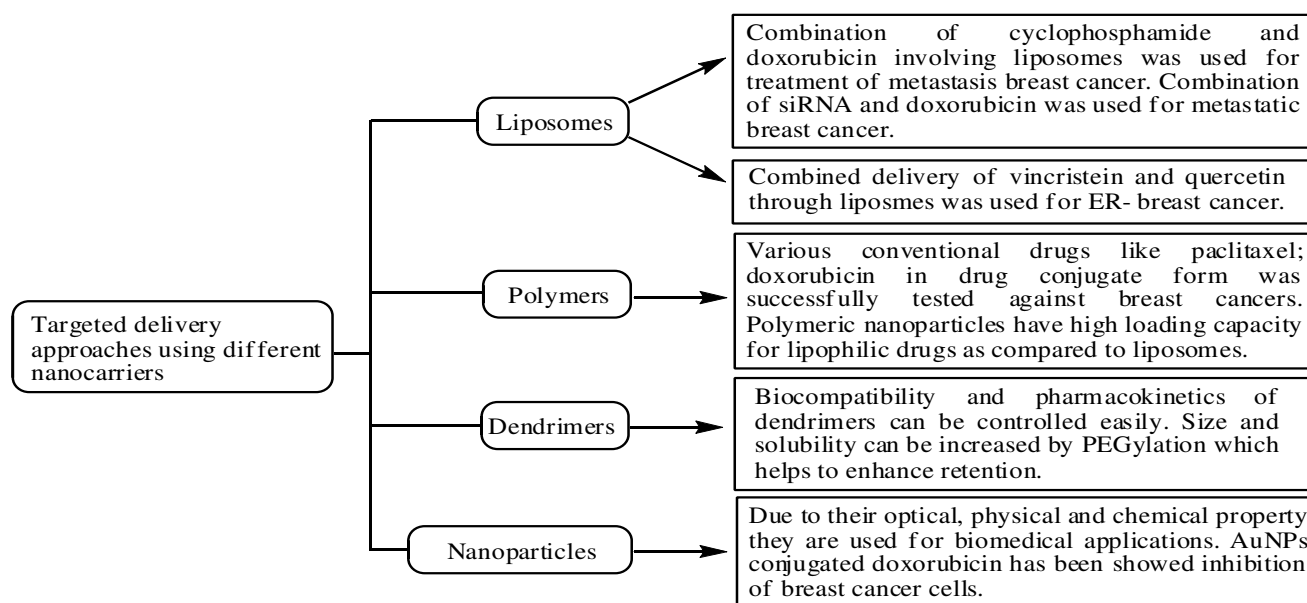 Targeted delivery
approaches using different
nanocarriers
Liposomes
Combination of cyclophosphamide and
doxorubicin involving liposomes was used for
treatment of metastasis breast cancer. Combination
of siRNA and doxorubicin was used for metastatic
breast cancer.
Combined delivery of vincristein and quercetin
through liposmes was used for ER- breast cancer.
Polymers
Various conventional drugs like paclitaxel;
doxorubicin in drug conjugate form was
successfully tested against breast cancers.
Polymeric nanoparticles have high loading capacity
for lipophilic drugs as compared to liposomes.
Dendrimers
Biocompatibility and pharmacokinetics of
dendrimers can be controlled easily. Size and
solubility can be increased by PEGylation which
helps to enhance retention.
Nanoparticles
Due to their optical, physical and chemical property
they are used for biomedical applications. AuNPs
conjugated doxorubicin has been showed inhibition
of breast cancer cells.